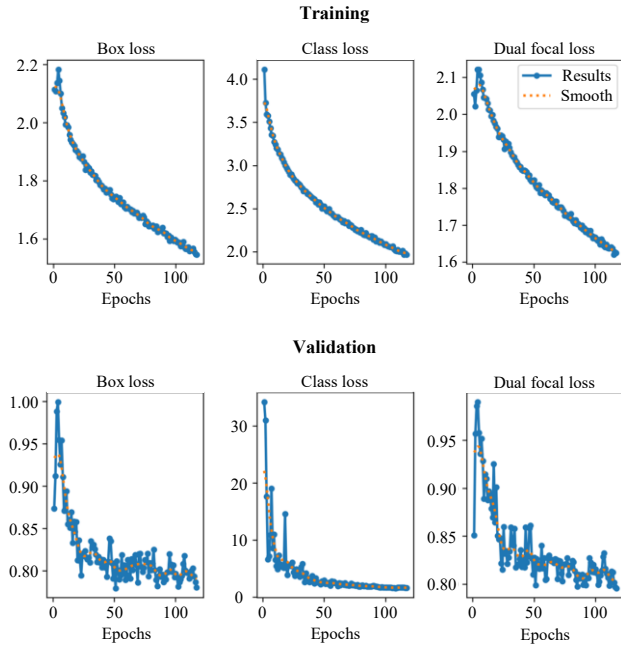 Training
Box loss
Class loss
Dual focal loss
2.2
2.0
1.8
1.6
0 50 100
Epochs
4.0
3.5
3.0
2.5
2.0
0 50 100
Epochs
2.1
2.0
1.9
1.8
1.7
1.6
Results
Smooth
0 50 100
Epochs
Validation
Box loss
Class loss
Dual focal loss
1.00
0.95
0.90
0.85
0.80
0 50 100
Epochs
30
20
10
0
0 50 100
Epochs
0.95
0.90
0.85
0.80
0 50 100
Epochs